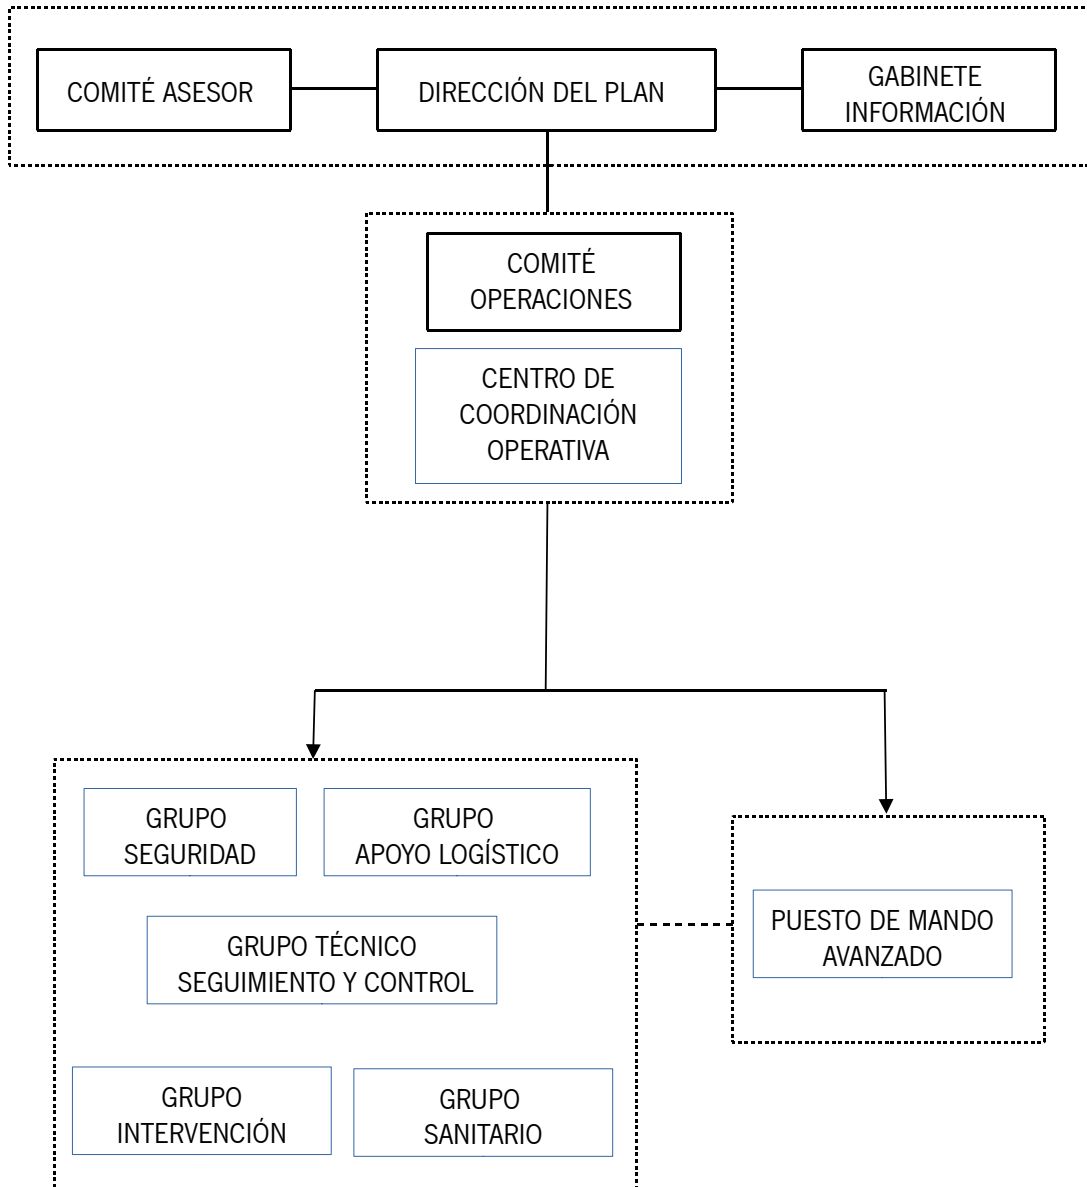 COMITÉ ASESOR
DIRECCIÓN DEL PLAN
GABINETE
INFORMACIÓN
COMITÉ
OPERACIONES
CENTRO DE
COORDINACIÓN
OPERATIVA
GRUPO
SEGURIDAD
GRUPO
APOYO LOGÍSTICO
GRUPO TÉCNICO
SEGUIMIENTO Y CONTROL
PUESTO DE MANDO
AVANZADO
GRUPO
INTERVENCIÓN
GRUPO
SANITARIO